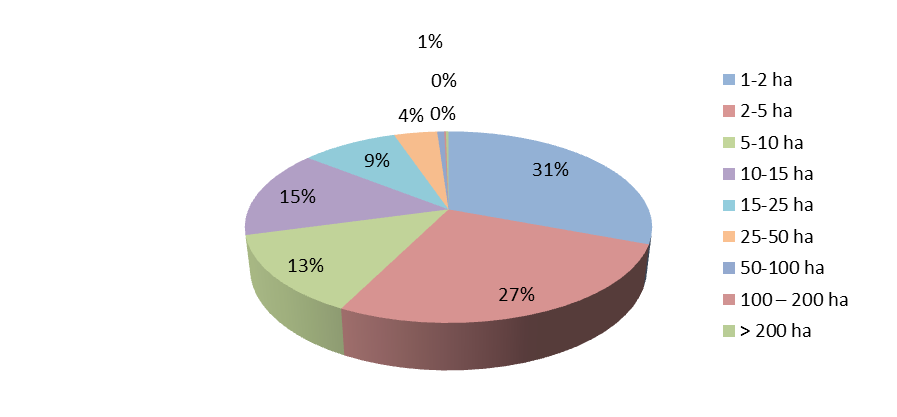 1%
0%
4%
0%
9%
31%
15%
13%
27%
1-2 ha
2-5 ha
5-10 ha
10-15 ha
15-25 ha
25-50 ha
50-100 ha
100 – 200 ha
> 200 ha